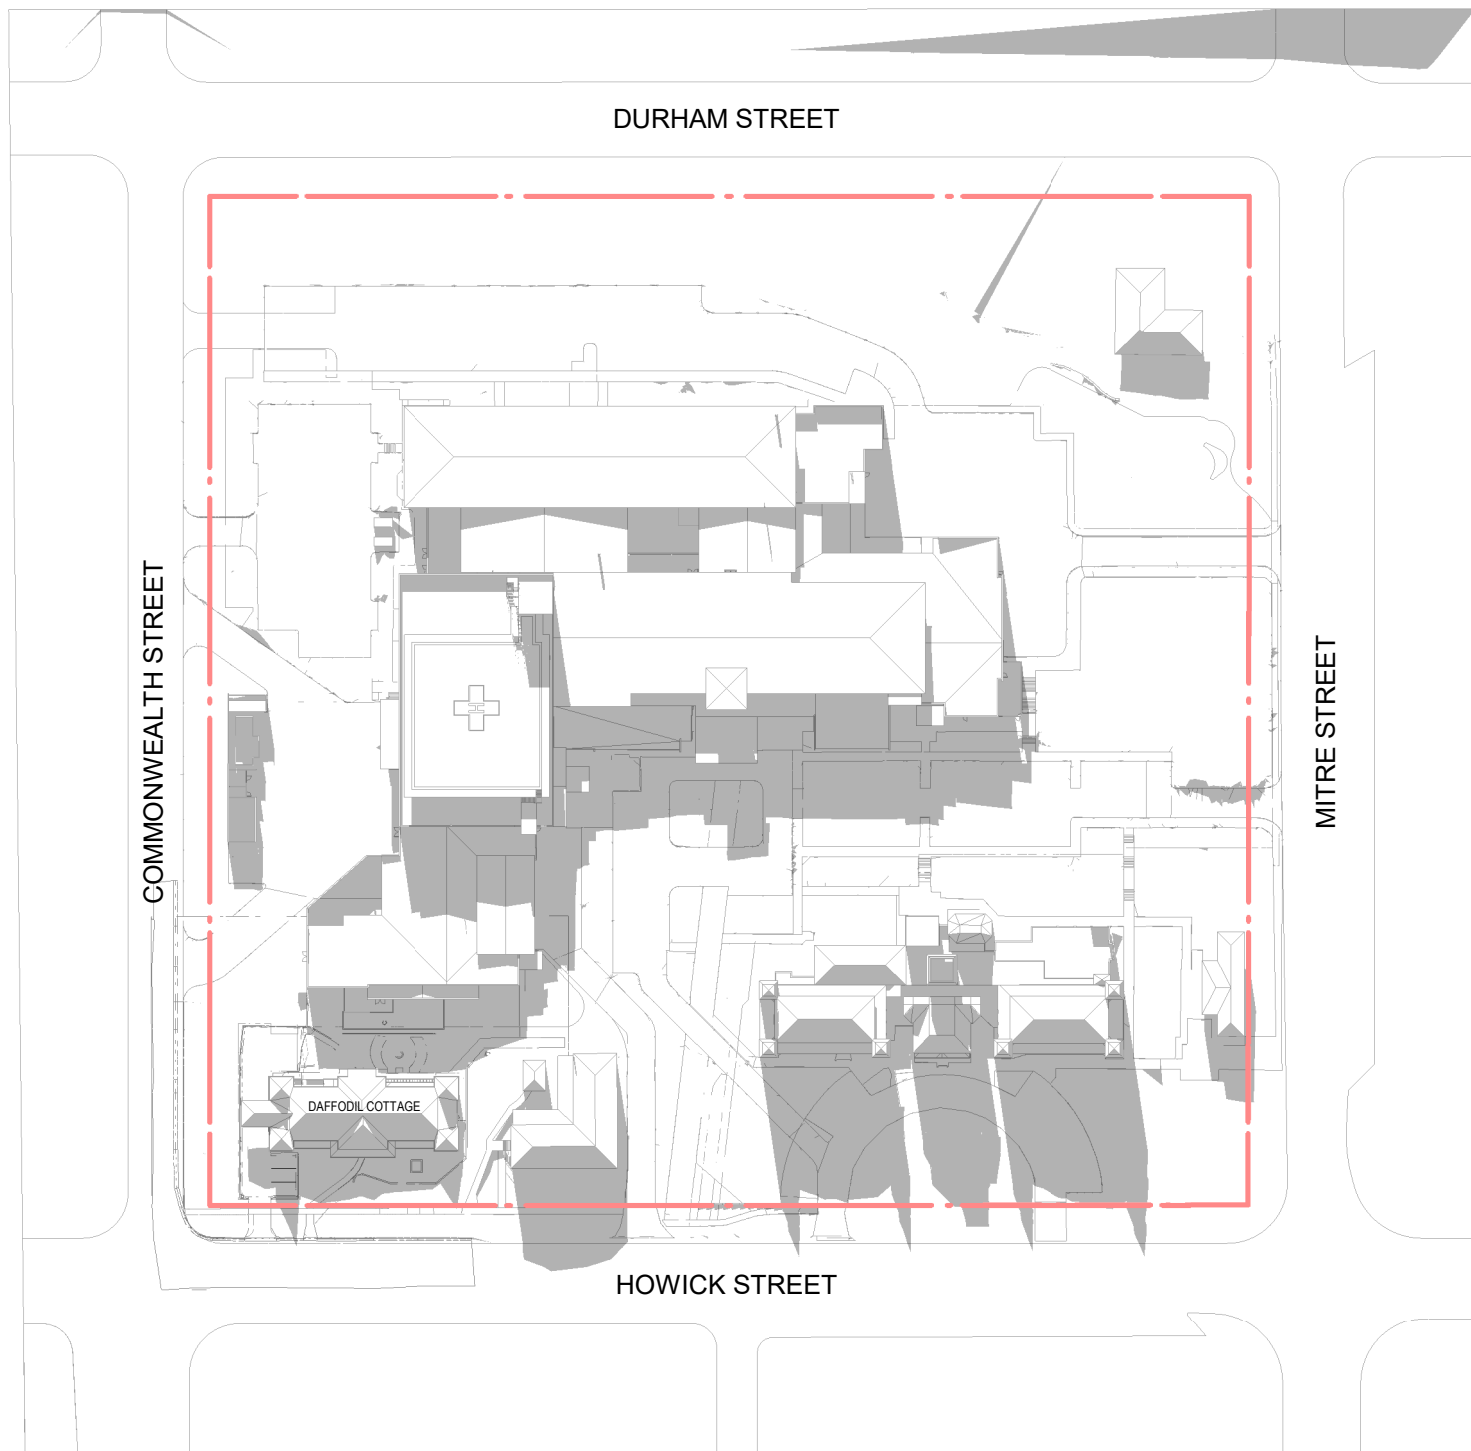 DURHAM STREET
COMMONWEALTH STREET
MITRE STREET
H
DAFFODIL COTTAGE
HOWICK STREET